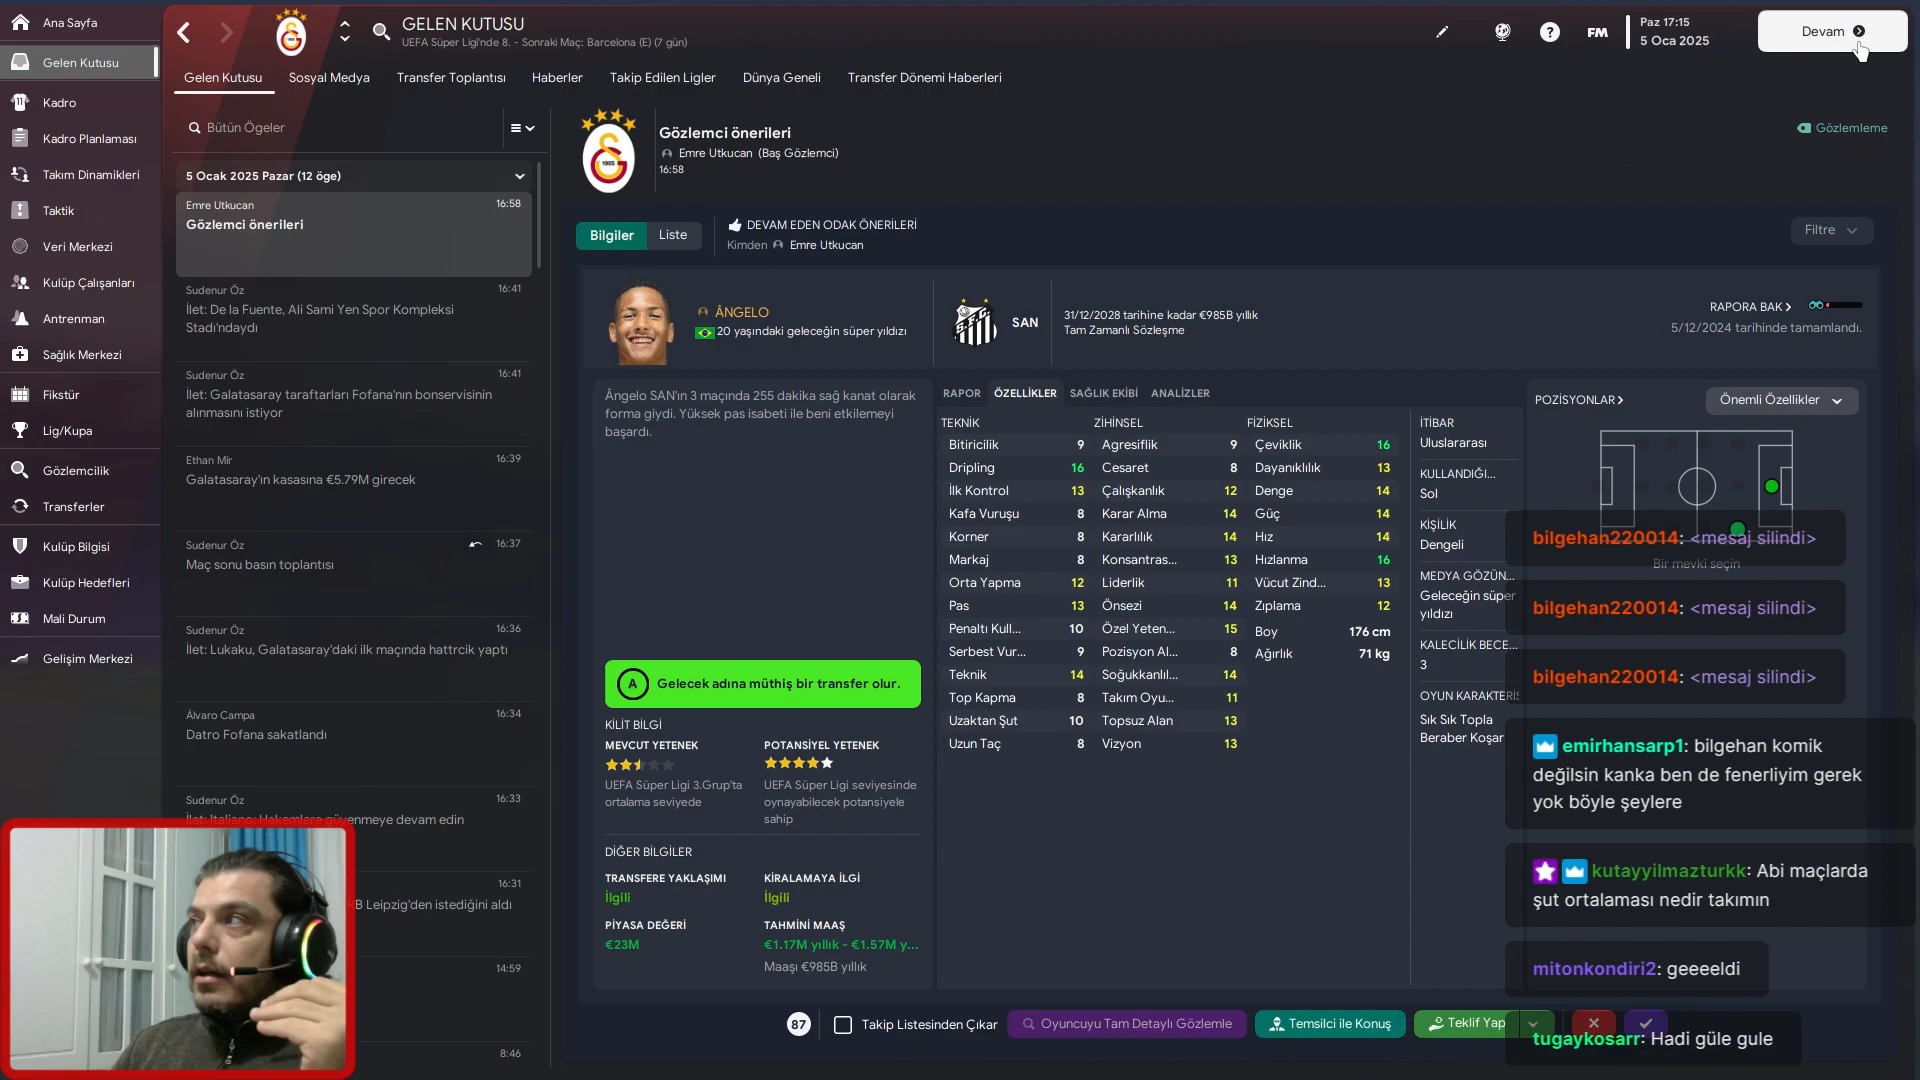 Ana Sayfa
Gelen Kutusu
Kadro
Kadro Planlaması
Takım Dinamikleri
Taktik
Veri Merkezi
Kulüp Çalışanları
Antrenman
Sağlık Merkezi
Fikstür
Lig/Kupa
Gözlemcilik
Transferler
Kulüp Bilgisi
Kulüp Hedefleri
Mali Durum
Gelişim Merkezi
GELEN KUTUSU
UEFA Süper Ligi'nde 8. - Sonraki Maç: Barcelona (E) (7 gün)
FM
Paz 17:15
5 Oca 2025
Devam
Gelen Kutusu
Sosyal Medya
Transfer Toplantısı
Haberler
Takip Edilen Ligler
Dünya Geneli
Transfer Dönemi Haberleri
Bütün Ögeler
5 Ocak 2025 Pazar (12 öge)
Emre Utkucan 16:58
Gözlemci önerileri
Sudenur Öz 16:41
İlet: De la Fuente, Ali Sami Yen Spor Kompleksi
Stadı'ndaydı
Sudenur Öz 16:41
İlet: Galatasaray taraftarları Fofana'nın bonservisinin
alınmasını istiyor
Ethan Mir 16:39
Galatasaray'ın kasasına €5.79M girecek
Sudenur Öz 16:37
Maç sonu basın toplantısı
Sudenur Öz 16:36
İlet: Lukaku, Galatasaray'daki ilk maçında hattrcik yaptı
Álvaro Campa 16:34
Datro Fofana sakatlandı
Sudenur Öz 16:33
İlet: Italiano: Hakemlere güvenmeye devam edin
16:31
B Leipzig'den istediğini aldı
14:59
8:46
1905
Gözlemci önerileri
Emre Utkucan (Baş Gözlemci)
16:58
Gözlemleme
Bilgiler
Liste
DEVAM EDEN ODAK ÖNERİLERİ
Kimden Emre Utkucan
Filtre
ÂNGELO
20 yaşındaki geleceğin süper yıldızı
SAN
31/12/2028 tarihine kadar €985B yıllık
Tam Zamanlı Sözleşme
RAPORA BAK
5/12/2024 tarihinde tamamlandı.
Ângelo SAN'ın 3 maçında 255 dakika sağ kanat olarak
forma giydi. Yüksek pas isabeti ile beni etkilemeyi
başardı.
A Gelecek adına müthiş bir transfer olur.
KİLİT BİLGİ
MEVCUT YETENEK
UEFA Süper Ligi 3.Grup'ta
ortalama seviyede
POTANSİYEL YETENEK
UEFA Süper Ligi seviyesinde
oynayabilecek potansiyele
sahip
DİĞER BİLGİLER
TRANSFERE YAKLAŞIMI
İlgili
KİRALAMAYA İLGİ
İlgili
PİYASA DEĞERİ
€23M
TAHMİNİ MAAŞ
€1.17M yıllık - €1.57M y...
Maaşı €985B yıllık
RAPOR
ÖZELLİKLER
SAĞLIK EKİBİ
ANALİZLER
TEKNİK
Bitiricilik 9
Dripling 16
İlk Kontrol 13
Kafa Vuruşu 8
Korner 8
Markaj 8
Orta Yapma 12
Pas 13
Penaltı Kull... 10
Serbest Vur... 9
Teknik 14
Top Kapma 8
Uzaktan Şut 10
Uzun Taç 8
ZİHİNSEL
Agresiflik 9
Cesaret 8
Çalışkanlık 12
Karar Alma 14
Kararlılık 14
Konsantras... 13
Liderlik 11
Önsezi 14
Özel Yeten... 15
Pozisyon Al... 8
Soğukkanlıl... 14
Takım Oyu... 11
Topsuz Alan 13
Vizyon 13
FİZİKSEL
Çeviklik 16
Dayanıklılık 13
Denge 14
Güç 14
Hız 14
Hızlanma 16
Vücut Zind... 13
Zıplama 12
Boy 176 cm
Ağırlık 71 kg
İTİBAR
Uluslararası
KULLANDIĞI...
Sol
KİŞİLİK
Dengeli
MEDYA GÖZÜN...
Geleceğin süper
yıldızı
KALECİLİK BECE...
3
OYUN KARAKTERİS
Sık Sık Topla
Beraber Koşar
POZİSYONLAR
Önemli Özellikler
Bir mevki seçin
bilgehan220014: <mesaj silindi>
bilgehan220014: <mesaj silindi>
bilgehan220014: <mesaj silindi>
emirhansarp1: bilgehan komik
değilsin kanka ben de fenerliyim gerek
yok böyle şeylere
kutayyilmazturkk: Abi maçlarda
şut ortalaması nedir takımın
mitonkondiri2: geeeeldi
tugaykosarr: Hadi güle gule
87
Takip Listesinden Çıkar
Oyuncuyu Tam Detaylı Gözlemle
Temsilci ile Konuş
Teklif Yap